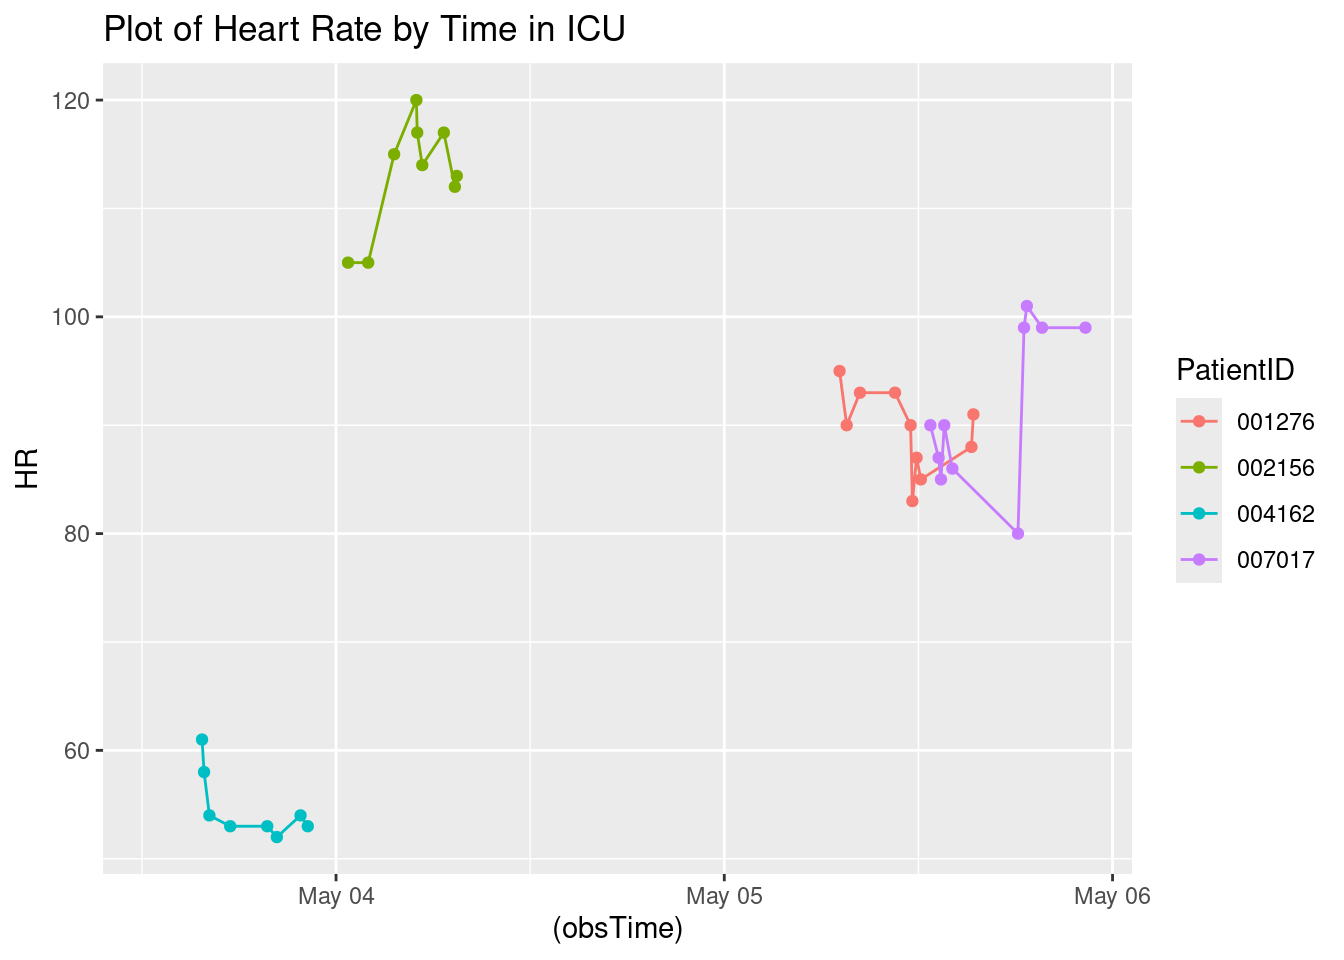 Plot of Heart Rate by Time in ICU
120
100
80
60
HR
May 04
May 05
May 06
(obsTime)
PatientID
001276
002156
004162
007017